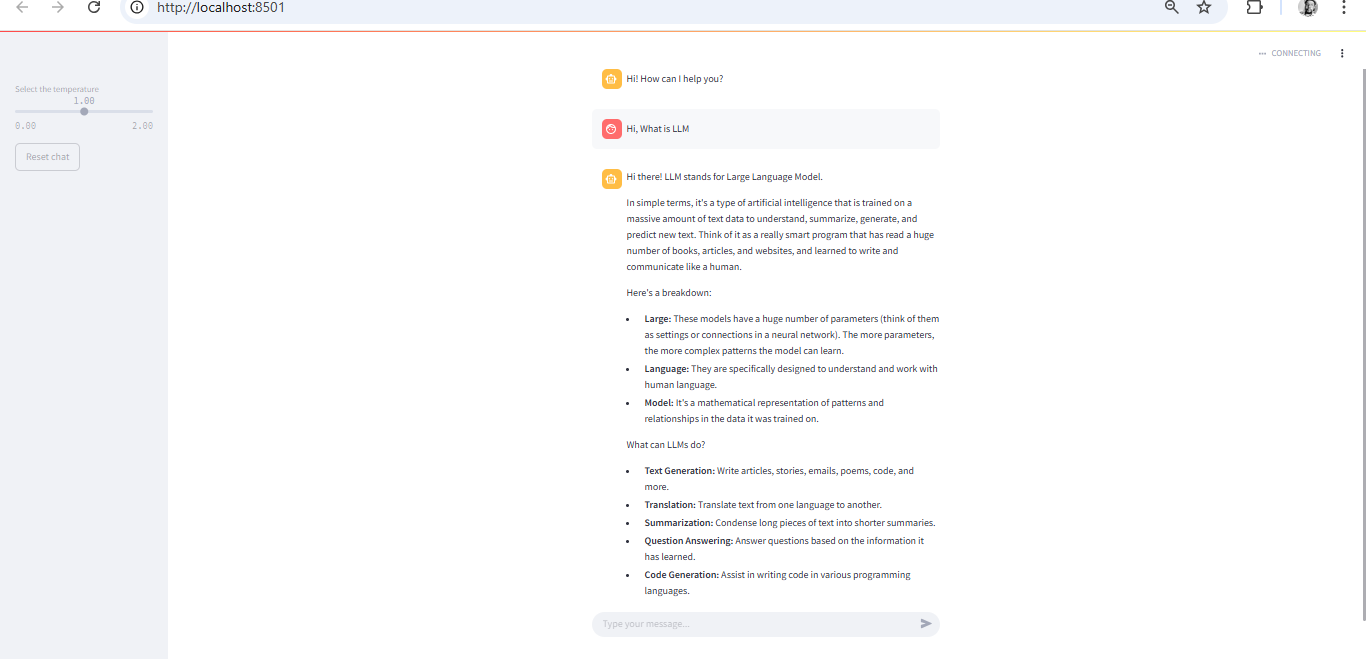 http://localhost:8501
CONNECTING
Select the temperature
1.00
0.00 2.00
Reset chat
Hi! How can I help you?
Hi, What is LLM
Hi there! LLM stands for Large Language Model.
In simple terms, it's a type of artificial intelligence that is trained on a
massive amount of text data to understand, summarize, generate, and
predict new text. Think of it as a really smart program that has read a huge
number of books, articles, and websites, and learned to write and
communicate like a human.
Here's a breakdown:
• Large: These models have a huge number of parameters (think of them
as settings or connections in a neural network). The more parameters,
the more complex patterns the model can learn.
• Language: They are specifically designed to understand and work with
human language.
• Model: It's a mathematical representation of patterns and
relationships in the data it was trained on.
What can LLMs do?
• Text Generation: Write articles, stories, emails, poems, code, and
more.
• Translation: Translate text from one language to another.
• Summarization: Condense long pieces of text into shorter summaries.
• Question Answering: Answer questions based on the information it
has learned.
• Code Generation: Assist in writing code in various programming
languages.
Type your message...